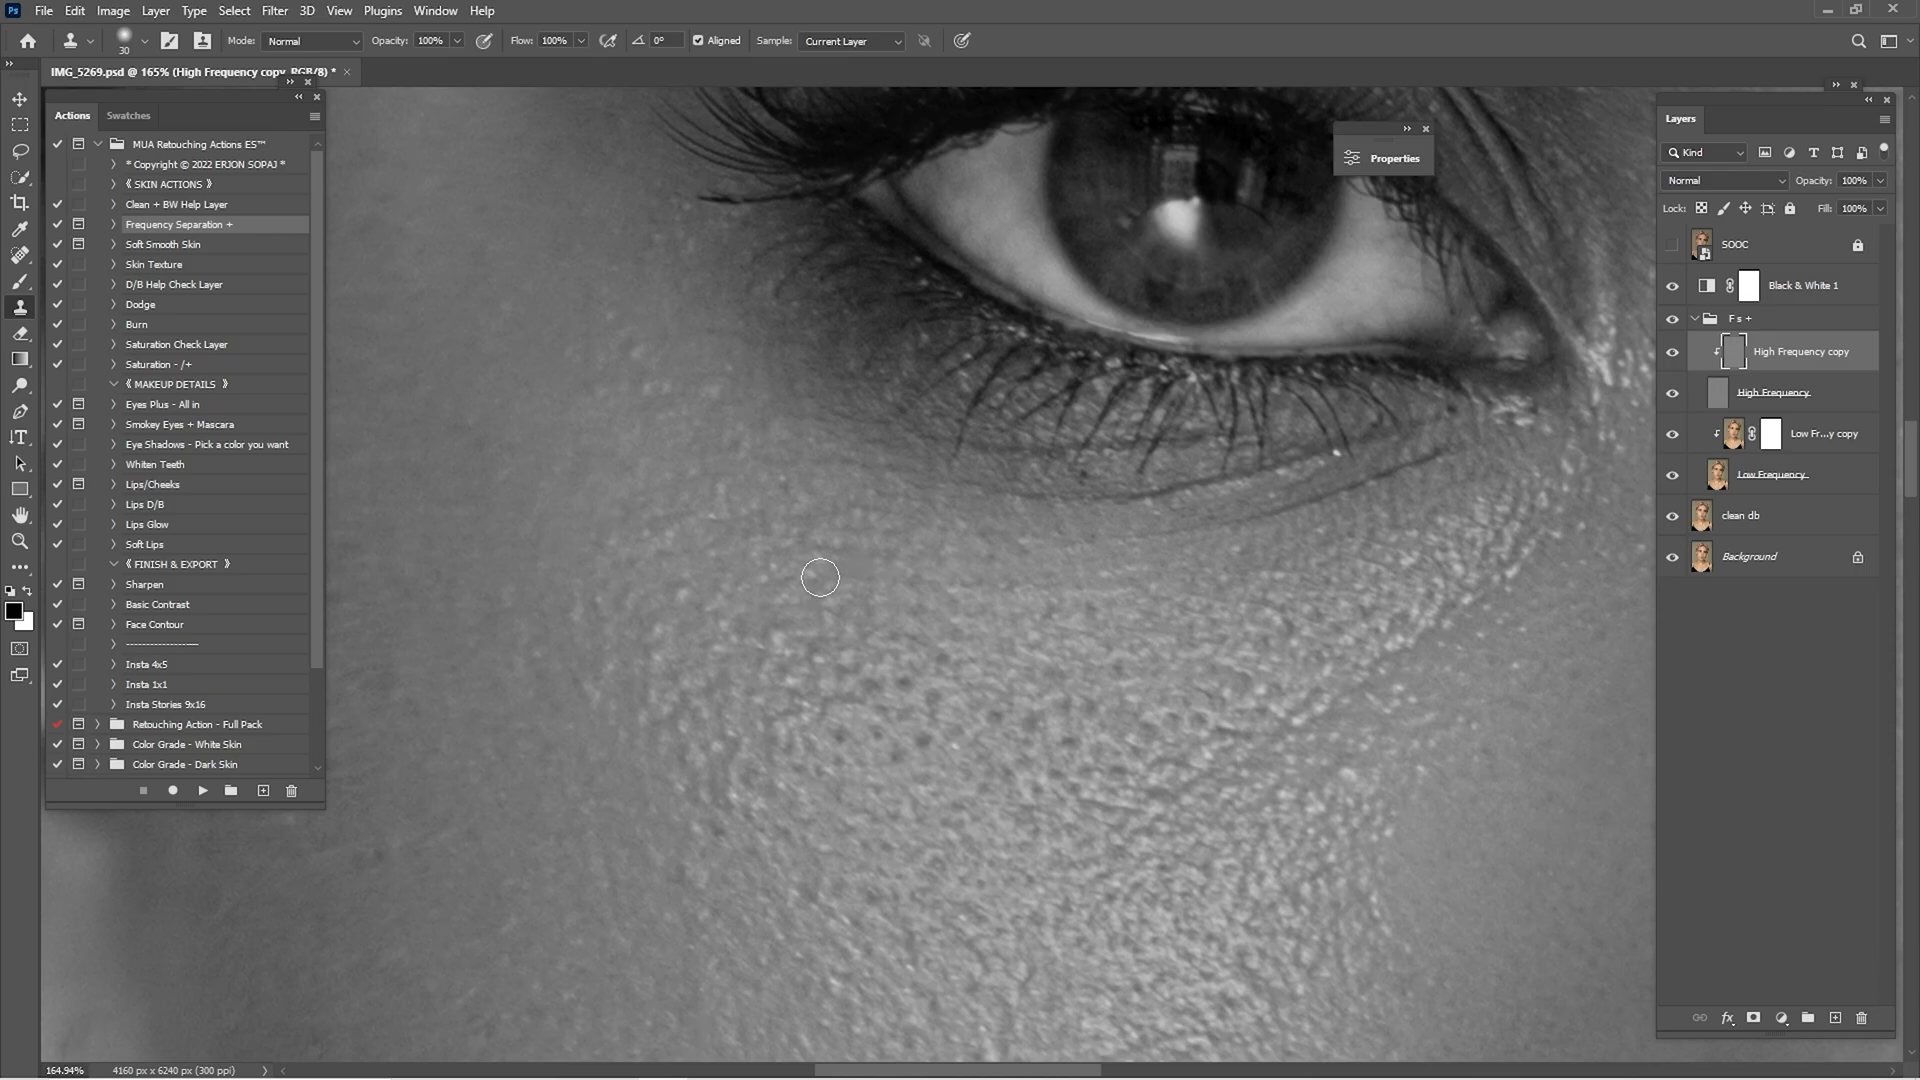 Ps File Edit Image Layer Type Select Filter 3D View Plugins Window Help
30 Mode: Normal Opacity: 100% Flow: 100% 0° Aligned Sample: Current Layer
IMG_5269.psd @ 165% (High Frequency copy, RGB/8) *
Actions Swatches
MUA Retouching Actions ES™
* Copyright © 2022 ERJON SOPAJ *
《 SKIN ACTIONS 》
Clean + BW Help Layer
Frequency Separation +
Soft Smooth Skin
Skin Texture
D/B Help Check Layer
Dodge
Burn
Saturation Check Layer
Saturation - /+
《 MAKEUP DETAILS 》
Eyes Plus - All in
Smokey Eyes + Mascara
Eye Shadows - Pick a color you want
Whiten Teeth
Lips/Cheeks
Lips D/B
Lips Glow
Soft Lips
《 FINISH & EXPORT 》
Sharpen
Basic Contrast
Face Contour
-------------------
Insta 4x5
Insta 1x1
Insta Stories 9x16
Retouching Action - Full Pack
Color Grade - White Skin
Color Grade - Dark Skin
Properties
Layers
Kind
Normal Opacity: 100%
Lock: Fill: 100%
SOOC
Black & White 1
F s +
High Frequency copy
High Frequency
Low Fr...y copy
Low Frequency
clean db
Background
fx
164.94% 4160 px x 6240 px (300 ppi)